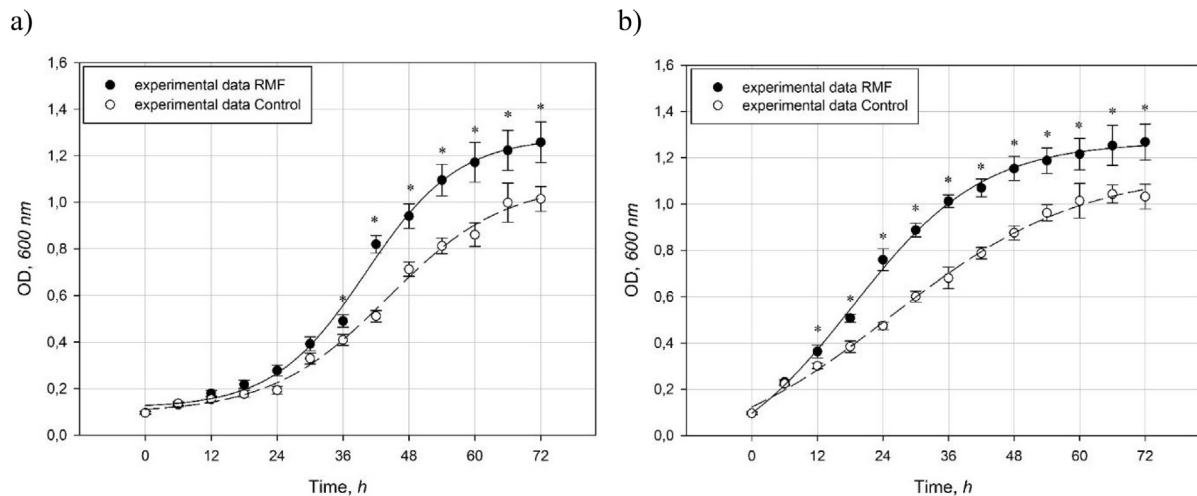 a)
1,6
1,4
1,2
1,0
0,8
0,6
0,4
0,2
0,0
OD, 600 nm
experimental data RMF
experimental data Control
* * * * * * *
0 12 24 36 48 60 72
Time, h
b)
1,6
1,4
1,2
1,0
0,8
0,6
0,4
0,2
0,0
OD, 600 nm
experimental data RMF
experimental data Control
* * * * * * * * * * *
0 12 24 36 48 60 72
Time, h